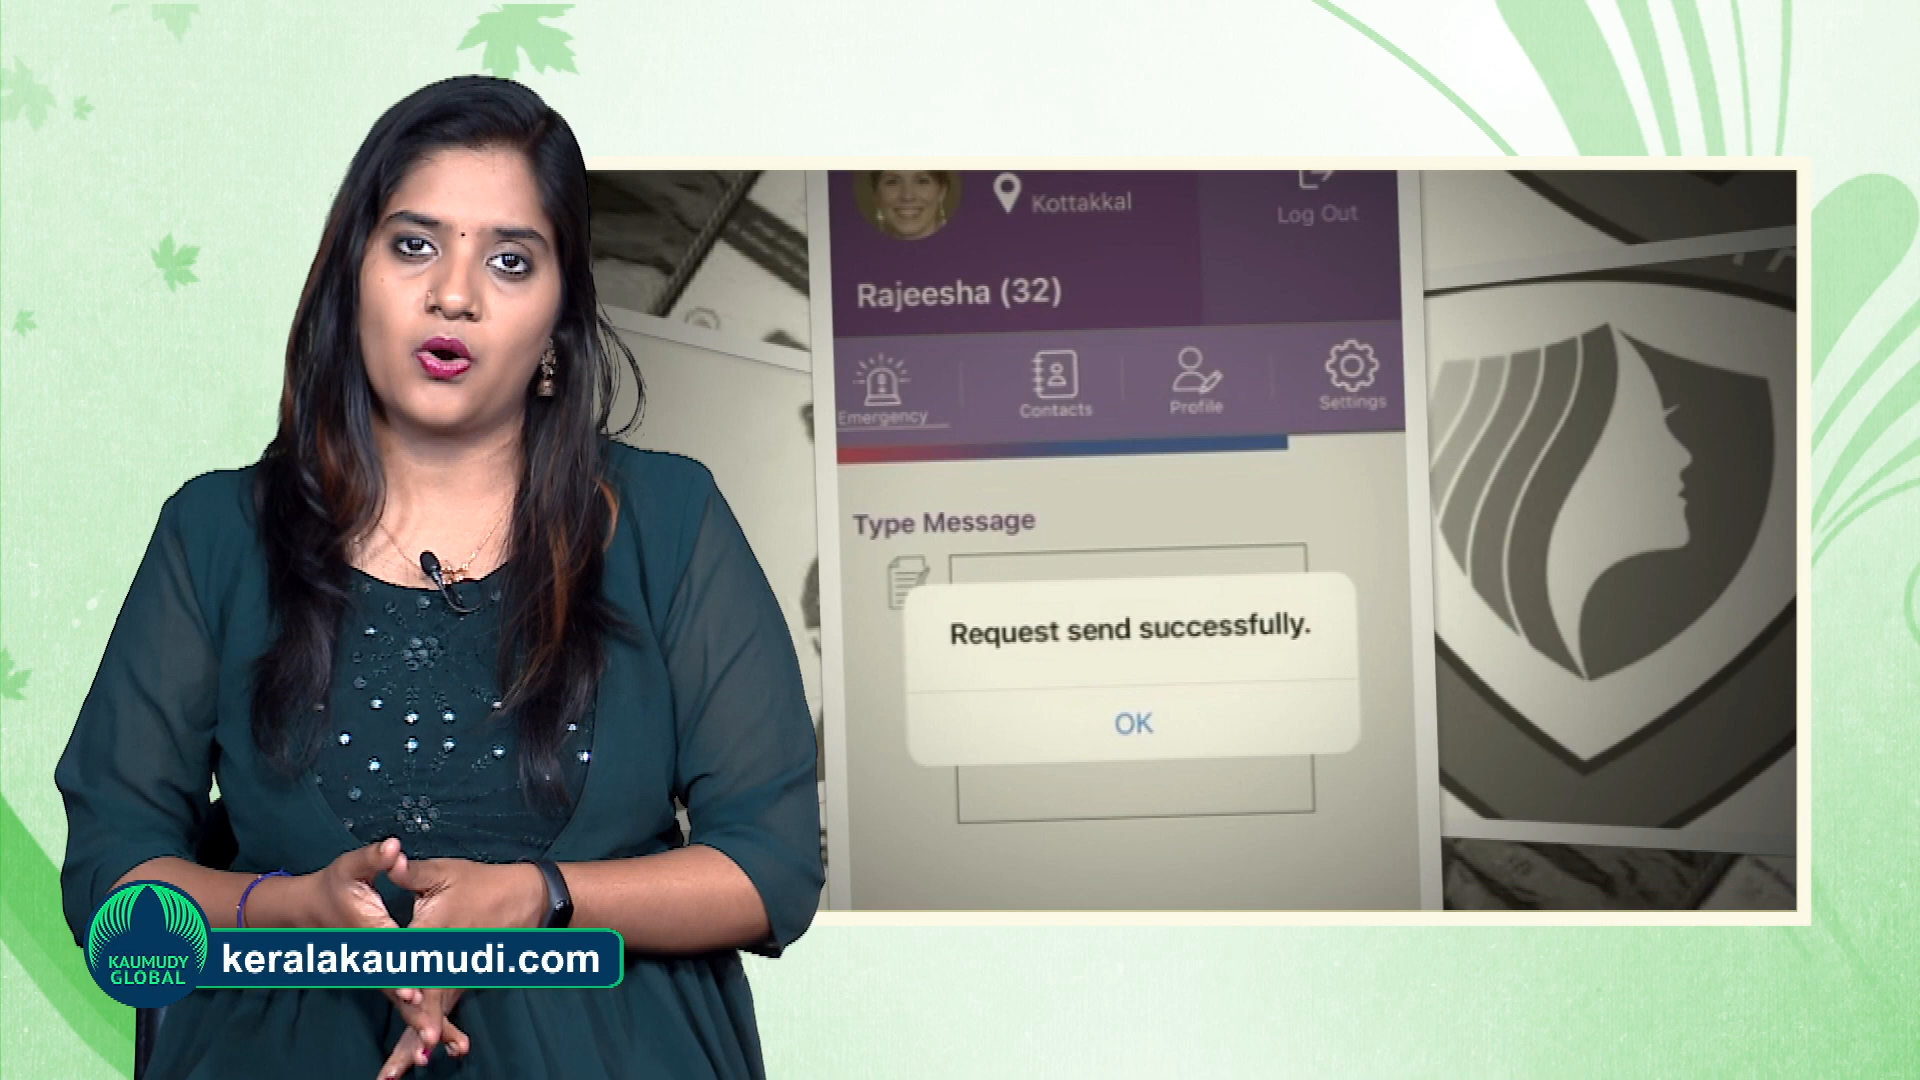 Kottakkal
Log Out
Rajeesha (32)
Emergency
Contacts
Profile
Settings
Type Message
Request send successfully.
OK
KAUMUDY
GLOBAL
keralakaumudi.com